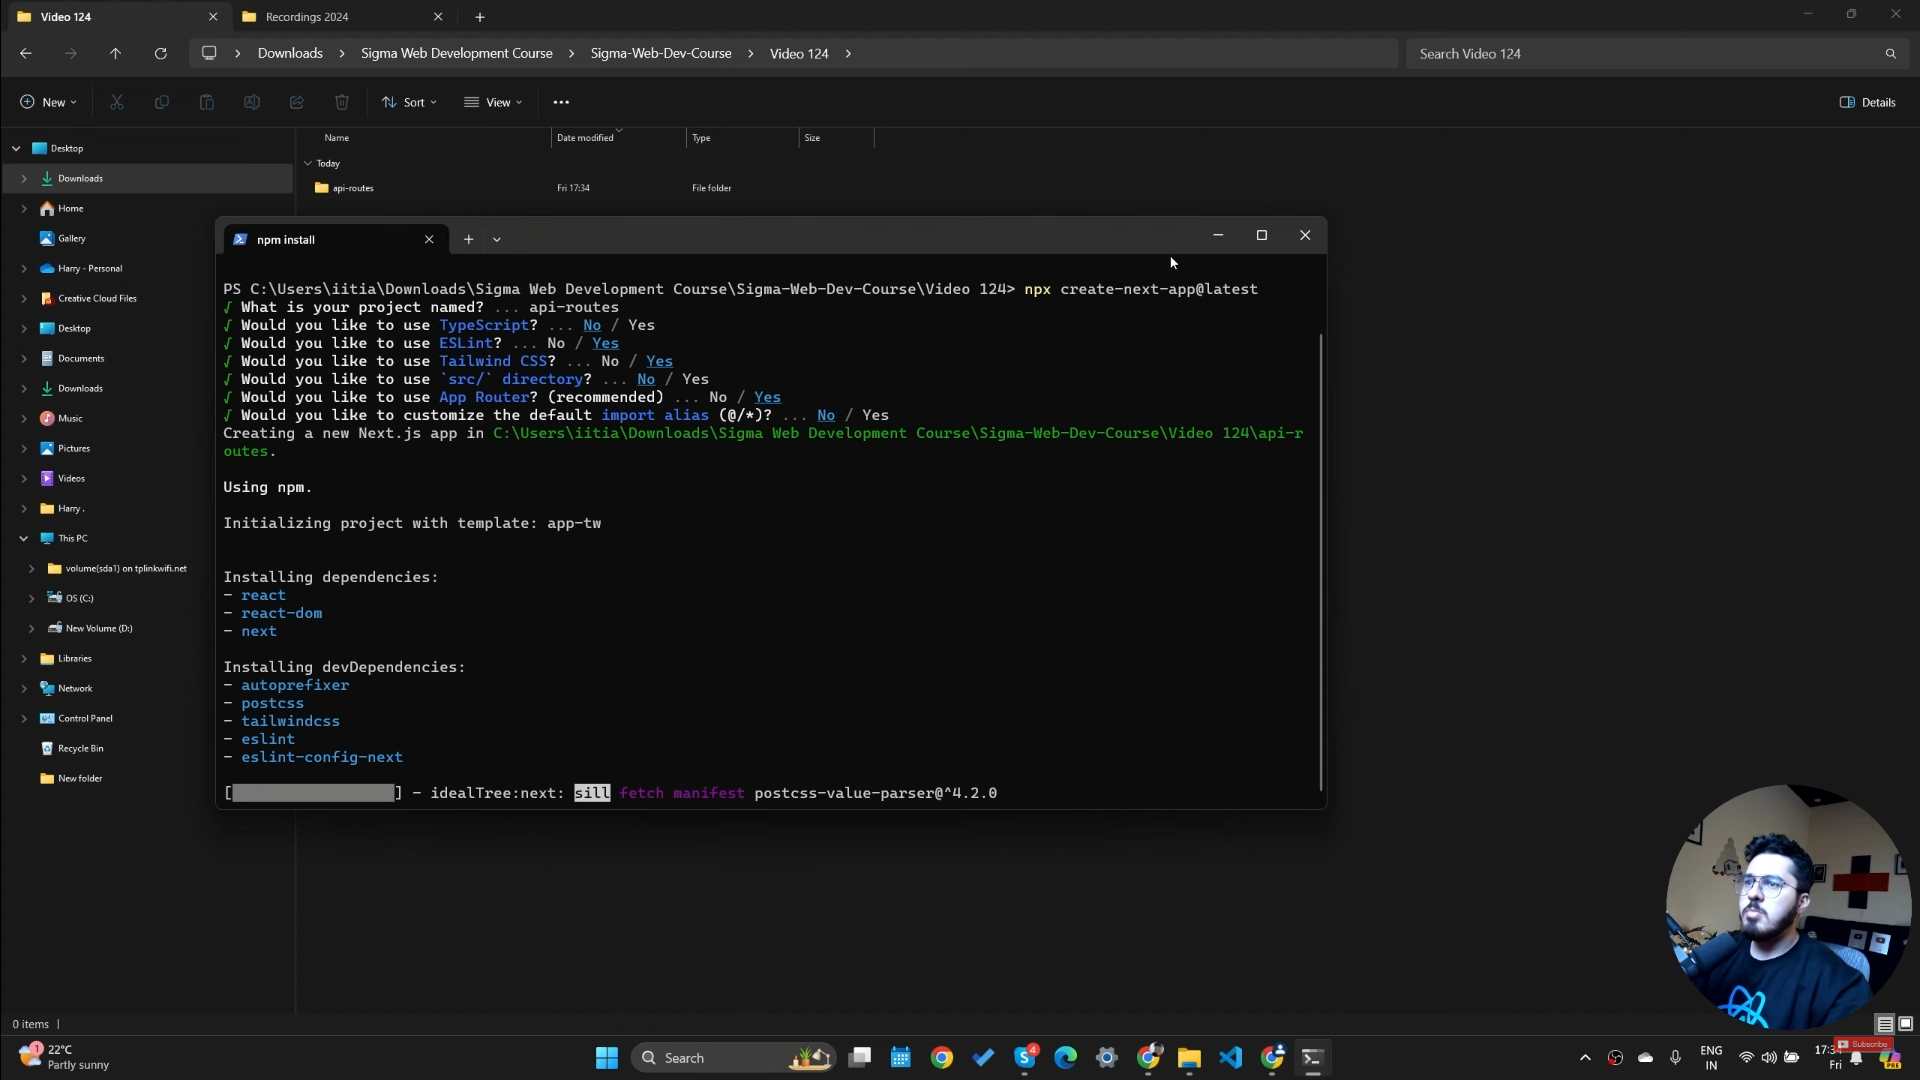 Video 124
Recordings 2024
Downloads > Sigma Web Development Course > Sigma-Web-Dev-Course > Video 124 >
Search Video 124
New
Sort
View
Details
Name
Date modified
Type
Size
Today
api-routes
Fri 17:34
File folder
Desktop
Downloads
Home
Gallery
Harry - Personal
Creative Cloud Files
Desktop
Documents
Downloads
Music
Pictures
Videos
Harry .
This PC
volume(sda1) on tplinkwifi.net
OS (C:)
New Volume (D:)
Libraries
Network
Control Panel
Recycle Bin
New folder
npm install
PS C:\Users\iitia\Downloads\Sigma Web Development Course\Sigma-Web-Dev-Course\Video 124> npx create-next-app@latest
√ What is your project named? ... api-routes
√ Would you like to use TypeScript? ... No / Yes
√ Would you like to use ESLint? ... No / Yes
√ Would you like to use Tailwind CSS? ... No / Yes
√ Would you like to use `src/` directory? ... No / Yes
√ Would you like to use App Router? (recommended) ... No / Yes
√ Would you like to customize the default import alias (@/*)? ... No / Yes
Creating a new Next.js app in C:\Users\iitia\Downloads\Sigma Web Development Course\Sigma-Web-Dev-Course\Video 124\api-r
outes.
Using npm.
Initializing project with template: app-tw
Installing dependencies:
- react
- react-dom
- next
Installing devDependencies:
- autoprefixer
- postcss
- tailwindcss
- eslint
- eslint-config-next
[ ] - idealTree:next: sill fetch manifest postcss-value-parser@^4.2.0
0 items
1
22°C
Partly sunny
Search
4
ENG
IN
17:34
Fri
Subscribe
PRE